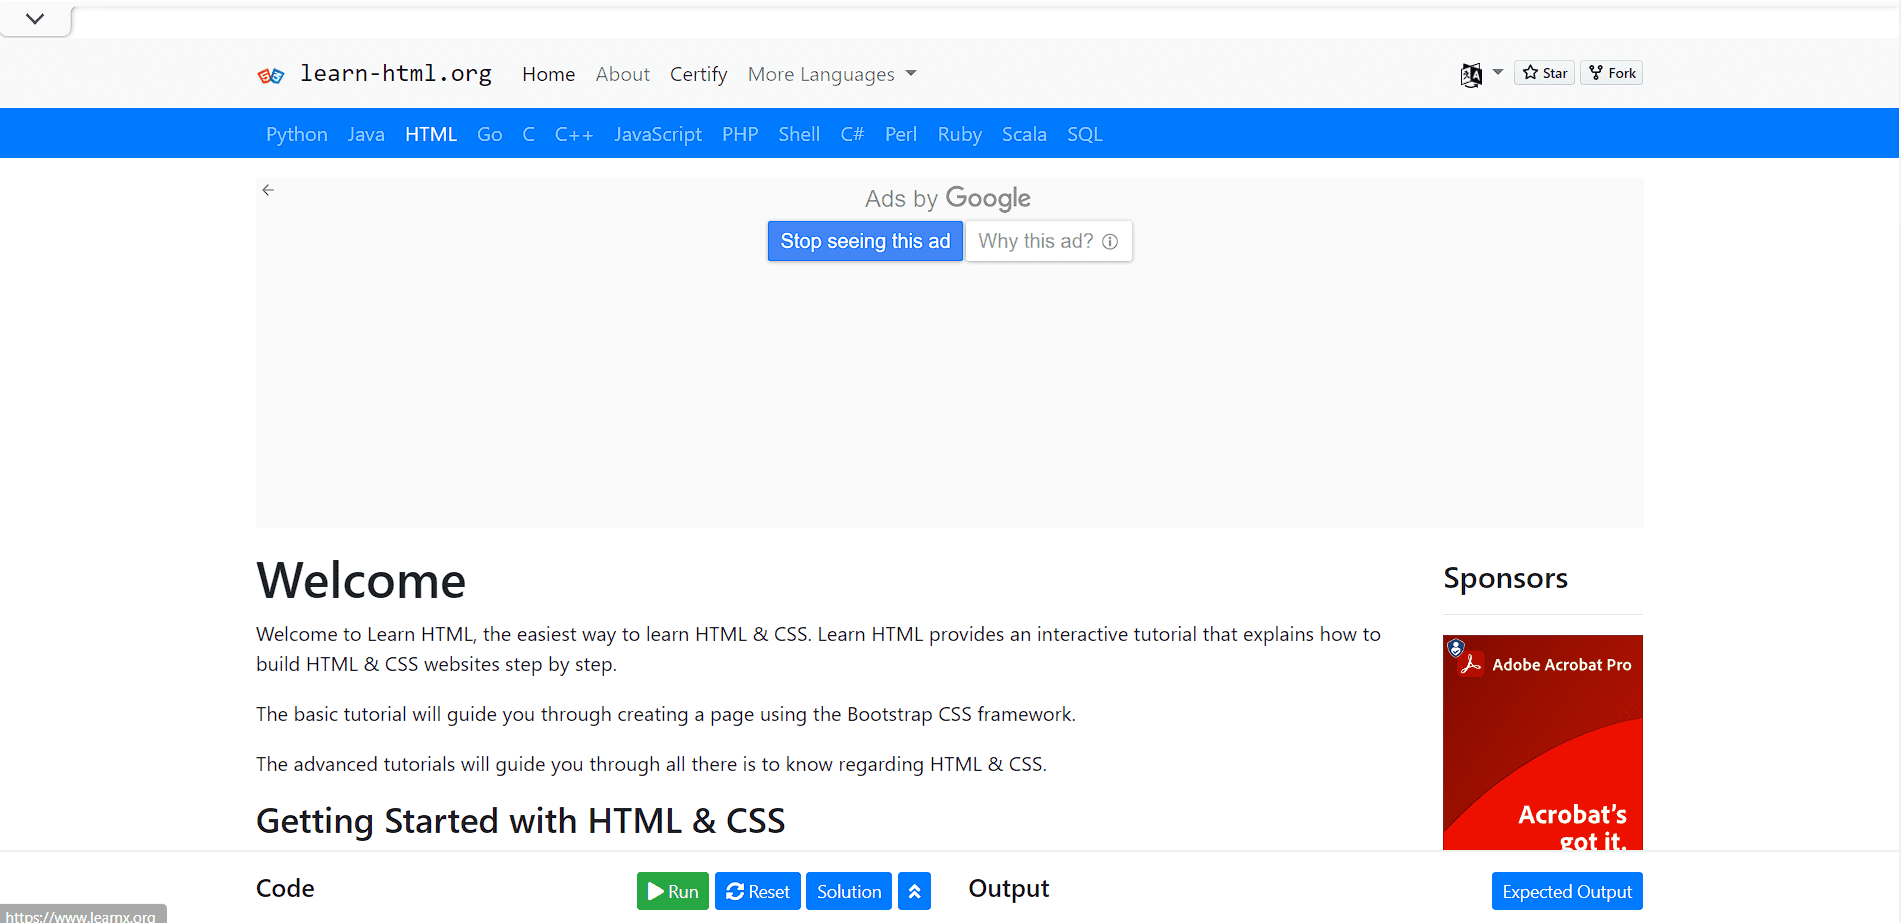 learn-html.org Home About Certify More Languages Star Fork
Python Java HTML Go C C++ JavaScript PHP Shell C# Perl Ruby Scala SQL
Ads by Google
Stop seeing this ad Why this ad?
Welcome
Welcome to Learn HTML, the easiest way to learn HTML & CSS. Learn HTML provides an interactive tutorial that explains how to
build HTML & CSS websites step by step.
The basic tutorial will guide you through creating a page using the Bootstrap CSS framework.
The advanced tutorials will guide you through all there is to know regarding HTML & CSS.
Getting Started with HTML & CSS
Sponsors
Adobe Acrobat Pro
Acrobat's
got it.
Code Run Reset Solution Output Expected Output
https://www.learnx.org